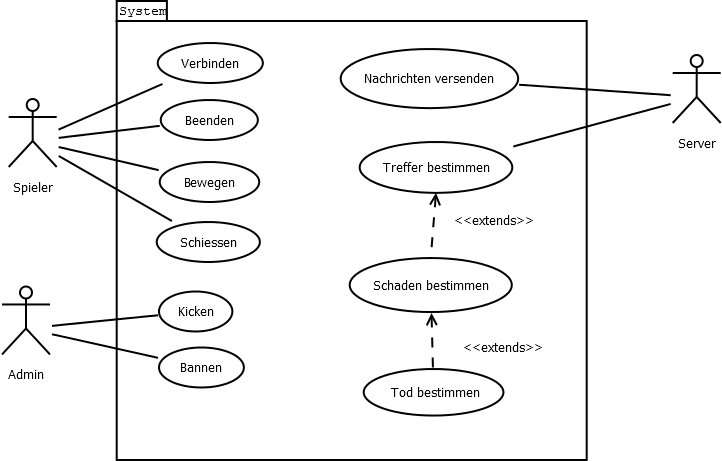 System
Verbinden
Nachrichten versenden
Beenden
Server
Treffer bestimmen
Spieler
Bewegen
<<extends>>
Schiessen
Schaden bestimmen
Kicken
<<extends>>
Admin
Bannen
Tod bestimmen